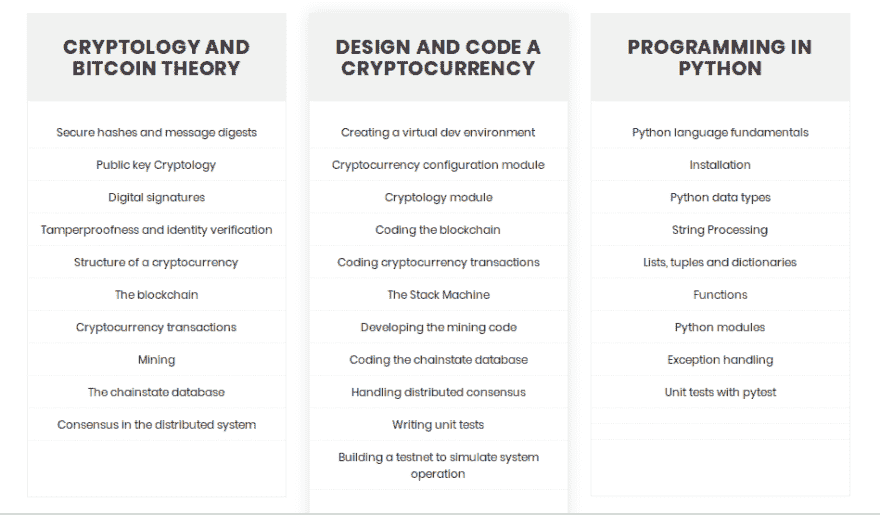 CRYPTOLOGY AND
BITCOIN THEORY
Secure hashes and message digests
Public key Cryptology
Digital signatures
Tamperproofness and identity verification
Structure of a cryptocurrency
The blockchain
Cryptocurrency transactions
Mining
The chainstate database
Consensus in the distributed system
DESIGN AND CODE A
CRYPTOCURRENCY
Creating a virtual dev environment
Cryptocurrency configuration module
Cryptology module
Coding the blockchain
Coding cryptocurrency transactions
The Stack Machine
Developing the mining code
Coding the chainstate database
Handling distributed consensus
Writing unit tests
Building a testnet to simulate system
operation
PROGRAMMING IN
PYTHON
Python language fundamentals
Installation
Python data types
String Processing
Lists, tuples and dictionaries
Functions
Python modules
Exception handling
Unit tests with pytest